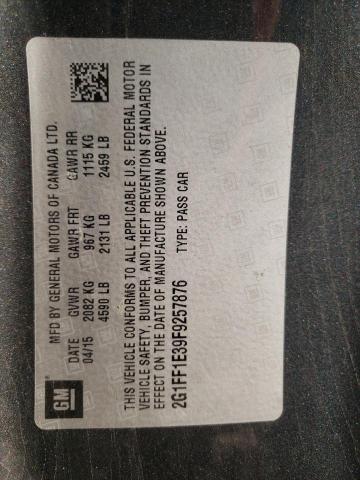 GM
MFD BY GENERAL MOTORS OF CANADA LTD.
DATE GVWR GAWR FRT GAWR RR
04/15 2082 KG 967 KG 1115 KG
4590 LB 2131 LB 2459 LB
THIS VEHICLE CONFORMS TO ALL APPLICABLE U.S. FEDERAL MOTOR
VEHICLE SAFETY, BUMPER, AND THEFT PREVENTION STANDARDS IN
EFFECT ON THE DATE OF MANUFACTURE SHOWN ABOVE.
2G1FF1E39F9257876 TYPE: PASS CAR